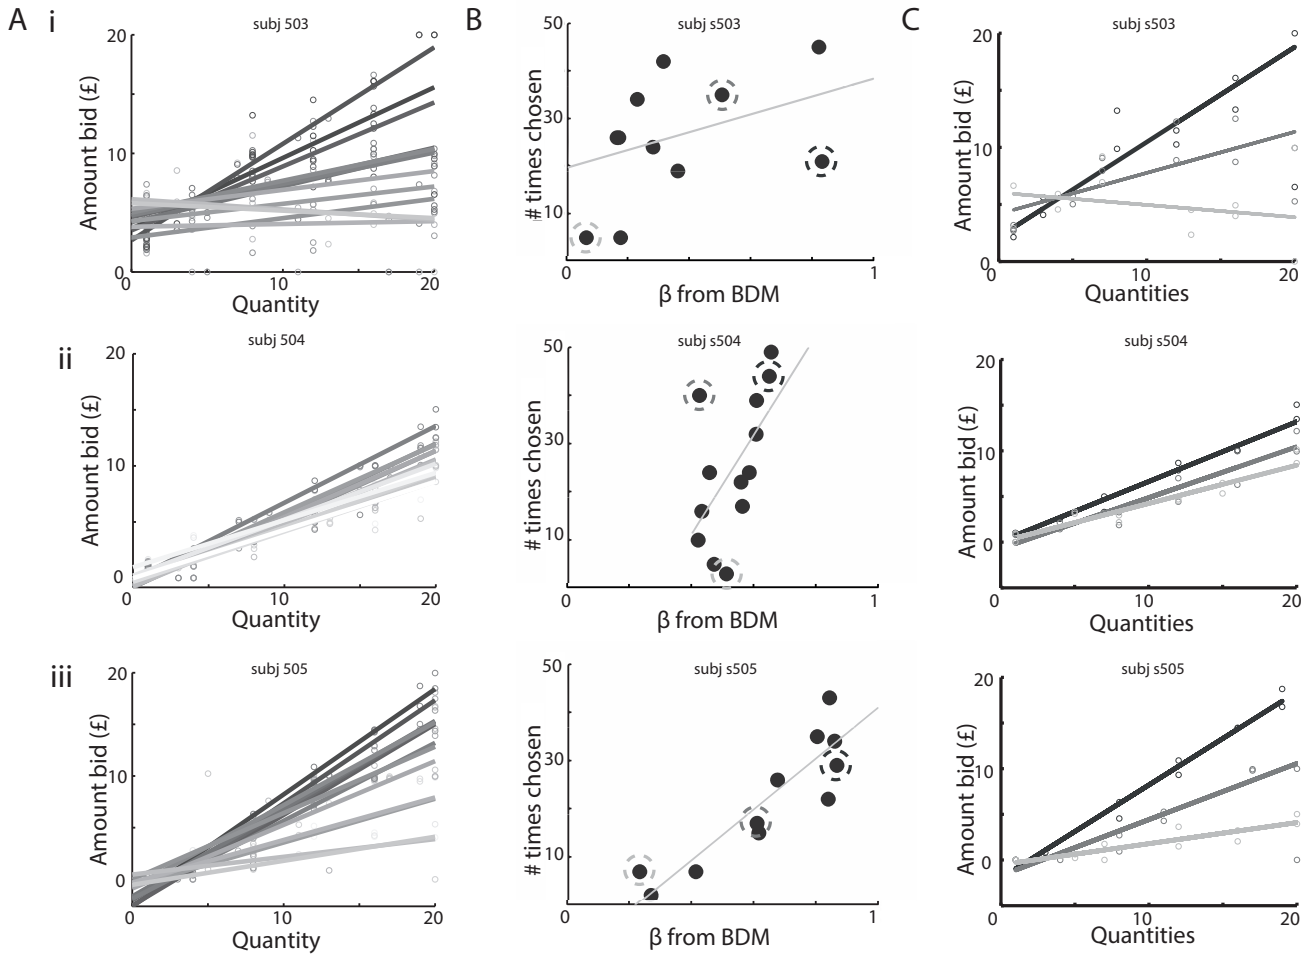 A i
subj 503
20
10
0
0
10
20
Amount bid (£)
Quantity
B
subj s503
50
30
10
0
1
# times chosen
β from BDM
C
subj s503
20
10
0
0
10
20
Amount bid (£)
Quantities
ii
subj 504
20
10
0
0
10
20
Amount bid (£)
Quantity
subj s504
50
30
10
0
1
# times chosen
β from BDM
subj s504
20
10
0
0
10
20
Amount bid (£)
Quantities
iii
subj 505
20
10
0
0
10
20
Amount bid (£)
Quantity
subj s505
50
30
10
0
1
# times chosen
β from BDM
subj s505
20
10
0
0
10
20
Amount bid (£)
Quantities